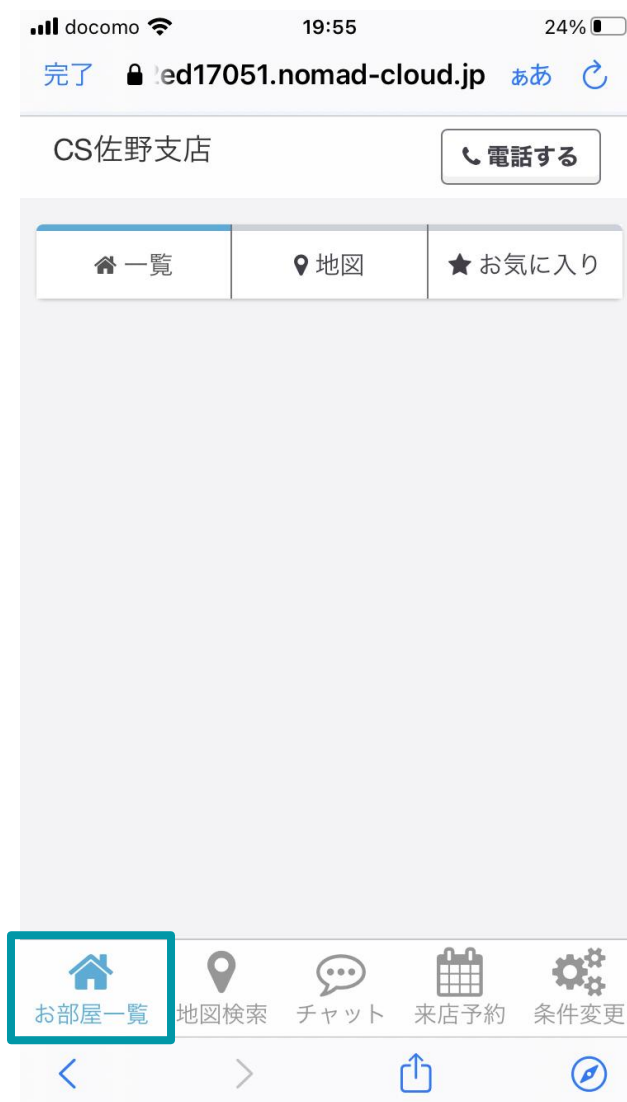 docomo 19:55 24%
完了 ed17051.nomad-cloud.jp ぁあ
CS佐野支店 電話する
一覧 地図 お気に入り
お部屋一覧 地図検索 チャット 来店予約 条件変更